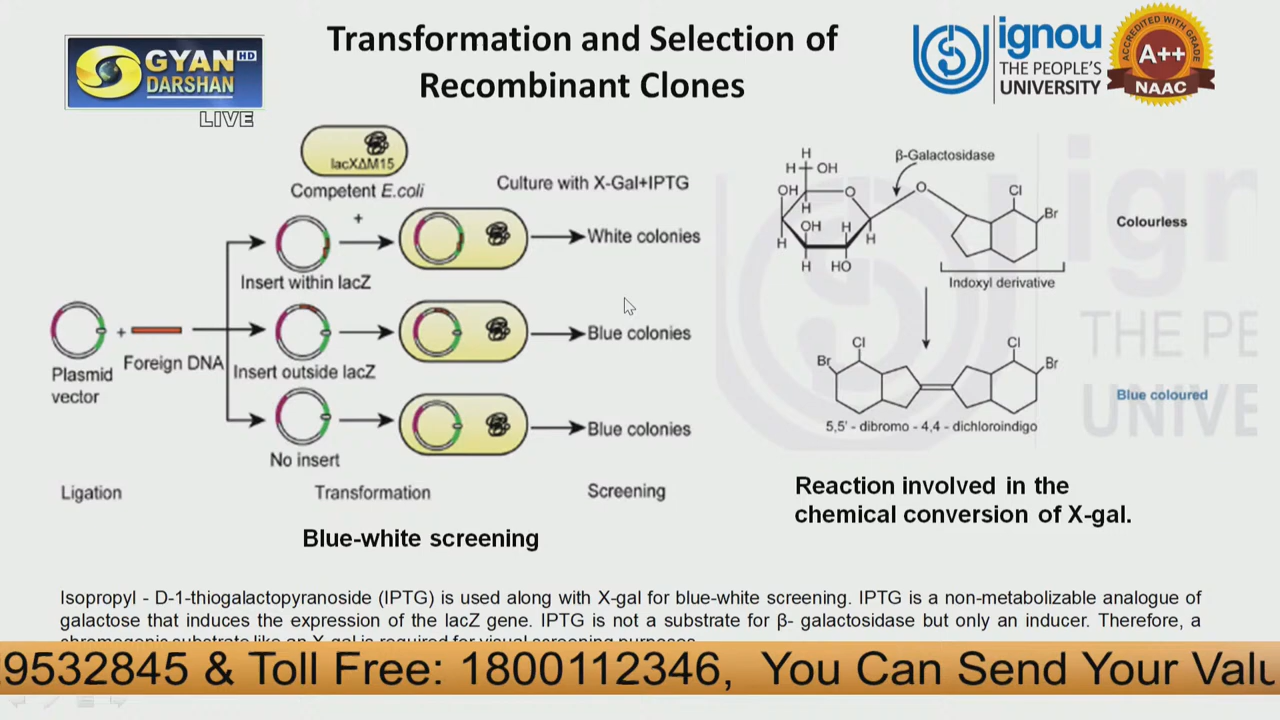 GYAN HD
DARSHAN
LIVE
Transformation and Selection of
Recombinant Clones
ignou
THE PEOPLE'S
UNIVERSITY
ACCREDITED WITH GRADE
A++
NAAC
lacXΔM15
Competent E.coli
Culture with X-Gal+IPTG
+
White colonies
Insert within lacZ
+
Blue colonies
Foreign DNA
Insert outside lacZ
Plasmid
vector
Blue colonies
No insert
Ligation
Transformation
Screening
Blue-white screening
β-Galactosidase
H
H OH
OH O O Cl
H Br
OH H
H H
H HO
Colourless
Indoxyl derivative
Cl Cl
Br Br
Blue coloured
5,5' - dibromo - 4,4 - dichloroindigo
Reaction involved in the
chemical conversion of X-gal.
ign
THE PE
UNIVE
Isopropyl - D-1-thiogalactopyranoside (IPTG) is used along with X-gal for blue-white screening. IPTG is a non-metabolizable analogue of
galactose that induces the expression of the lacZ gene. IPTG is not a substrate for β- galactosidase but only an inducer. Therefore, a
chromogenic substrate like an X-gal is required for visual screening purposes
29532845 & Toll Free: 1800112346, You Can Send Your Valu